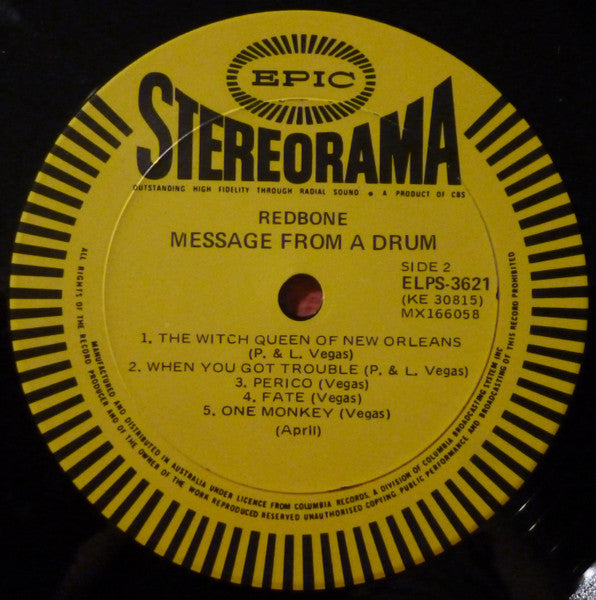 EPIC
STEREORAMA
OUTSTANDING HIGH FIDELITY THROUGH RADIAL SOUND • A PRODUCT OF CBS
REDBONE
MESSAGE FROM A DRUM
SIDE 2
ELPS-3621
(KE 30815)
MX166058
1. THE WITCH QUEEN OF NEW ORLEANS
(P. & L. Vegas)
2. WHEN YOU GOT TROUBLE (P. & L. Vegas)
3. PERICO (Vegas)
4. FATE (Vegas)
5. ONE MONKEY (Vegas)
(April)
MANUFACTURED AND DISTRIBUTED IN AUSTRALIA UNDER LICENCE FROM COLUMBIA RECORDS, A DIVISION OF COLUMBIA BROADCASTING SYSTEM INC
ALL RIGHTS OF THE RECORD PRODUCER AND OF THE OWNER OF THE WORK REPRODUCED RESERVED UNAUTHORISED COPYING PUBLIC PERFORMANCE AND BROADCASTING OF THIS RECORD PROHIBITED